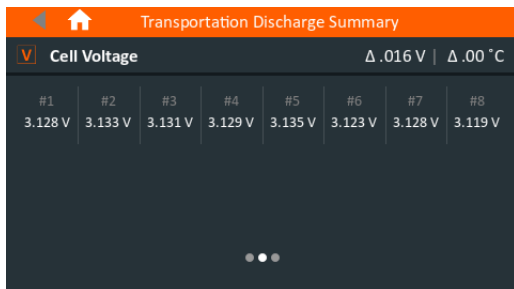 Transportation Discharge Summary
V Cell Voltage Δ .016 V | Δ .00 °C
#1 #2 #3 #4 #5 #6 #7 #8
3.128 V 3.133 V 3.131 V 3.129 V 3.135 V 3.123 V 3.128 V 3.119 V